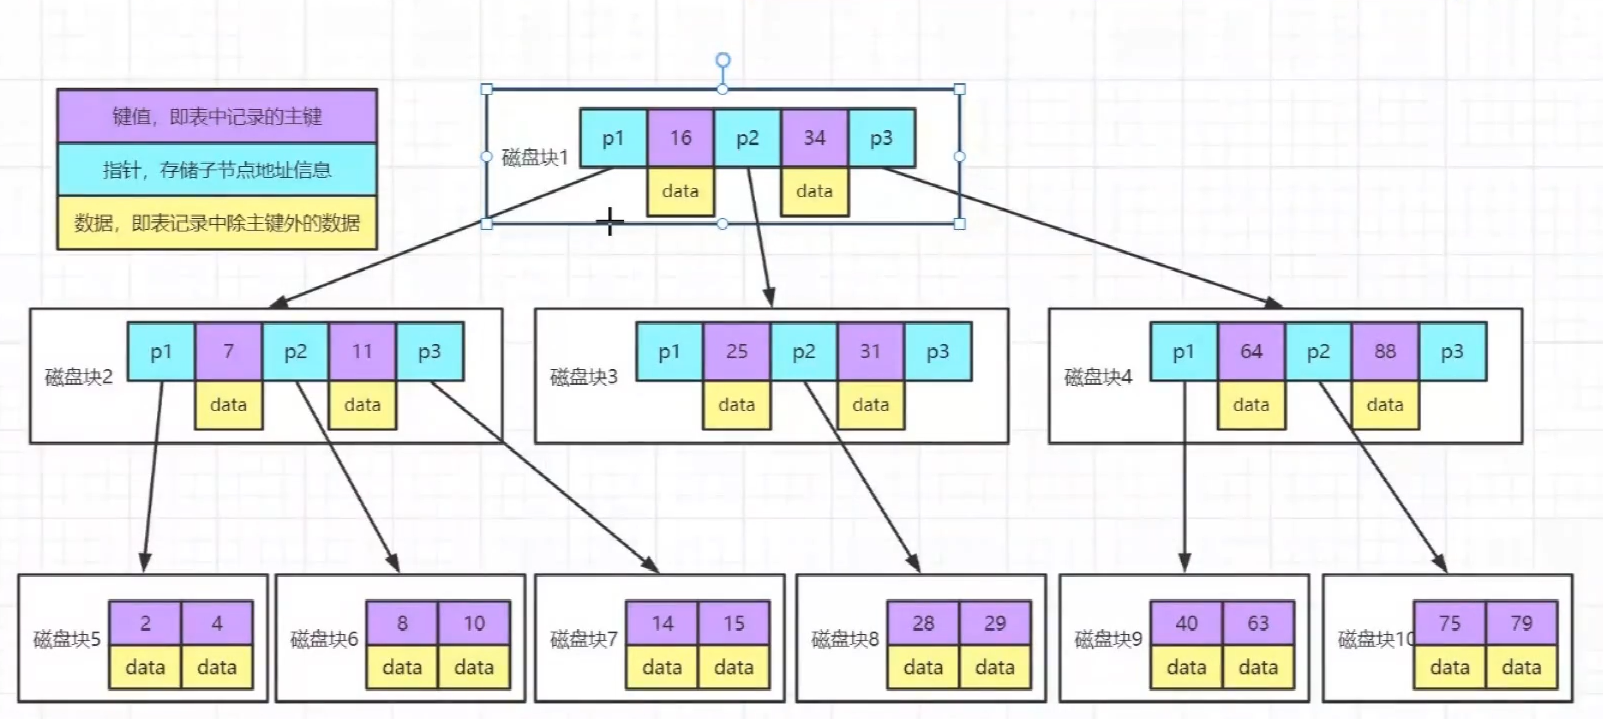 键值，即表中记录的主键
指针，存储子节点地址信息
数据，即表记录中除主键外的数据
磁盘块1
p1 16 p2 34 p3
data data
磁盘块2
p1 7 p2 11 p3
data data
磁盘块3
p1 25 p2 31 p3
data data
磁盘块4
p1 64 p2 88 p3
data data
磁盘块5
2 4
data data
磁盘块6
8 10
data data
磁盘块7
14 15
data data
磁盘块8
28 29
data data
磁盘块9
40 63
data data
磁盘块10
75 79
data data